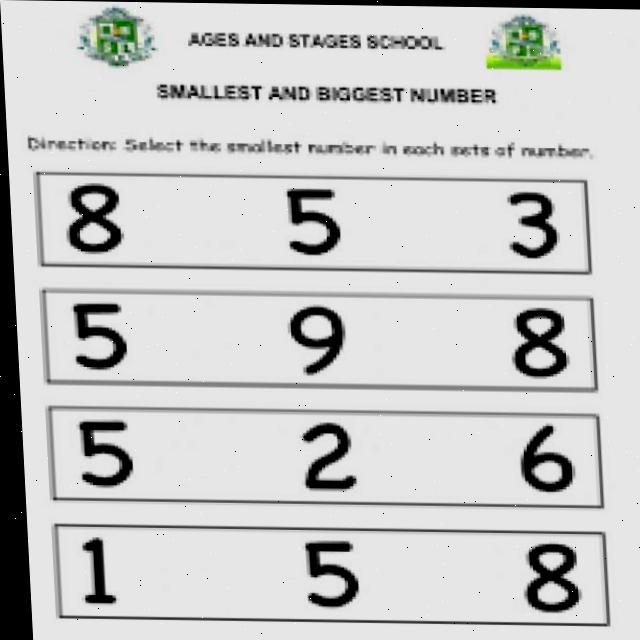 AGES AND STAGES SCHOOL
SMALLEST AND BIGGEST NUMBER
Direction: Select the smallest number in each sets of number.
8 5 3
5 9 8
5 2 6
1 5 8